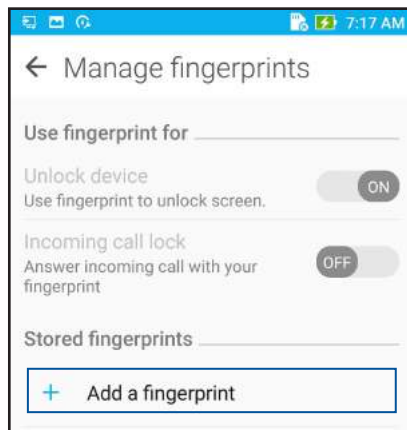 7:17 AM
Manage fingerprints
Use fingerprint for
Unlock device
Use fingerprint to unlock screen.
ON
Incoming call lock
Answer incoming call with your
fingerprint
OFF
Stored fingerprints
+ Add a fingerprint